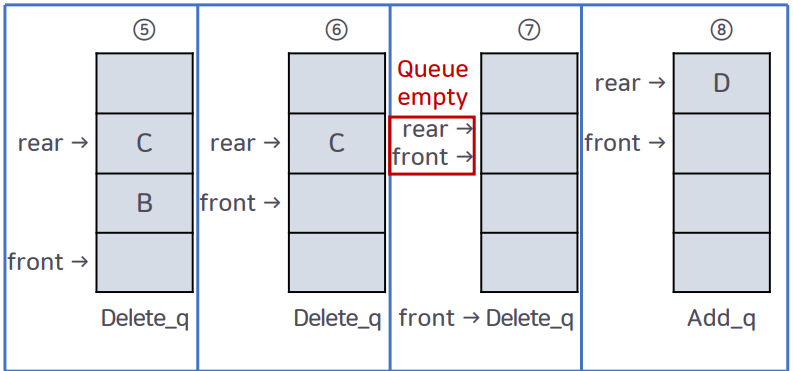 ⑤
rear → C
B
front →
Delete_q
⑥
rear → C
front →
Delete_q
⑦
Queue
empty
rear →
front →
front → Delete_q
⑧
rear → D
front →
Add_q